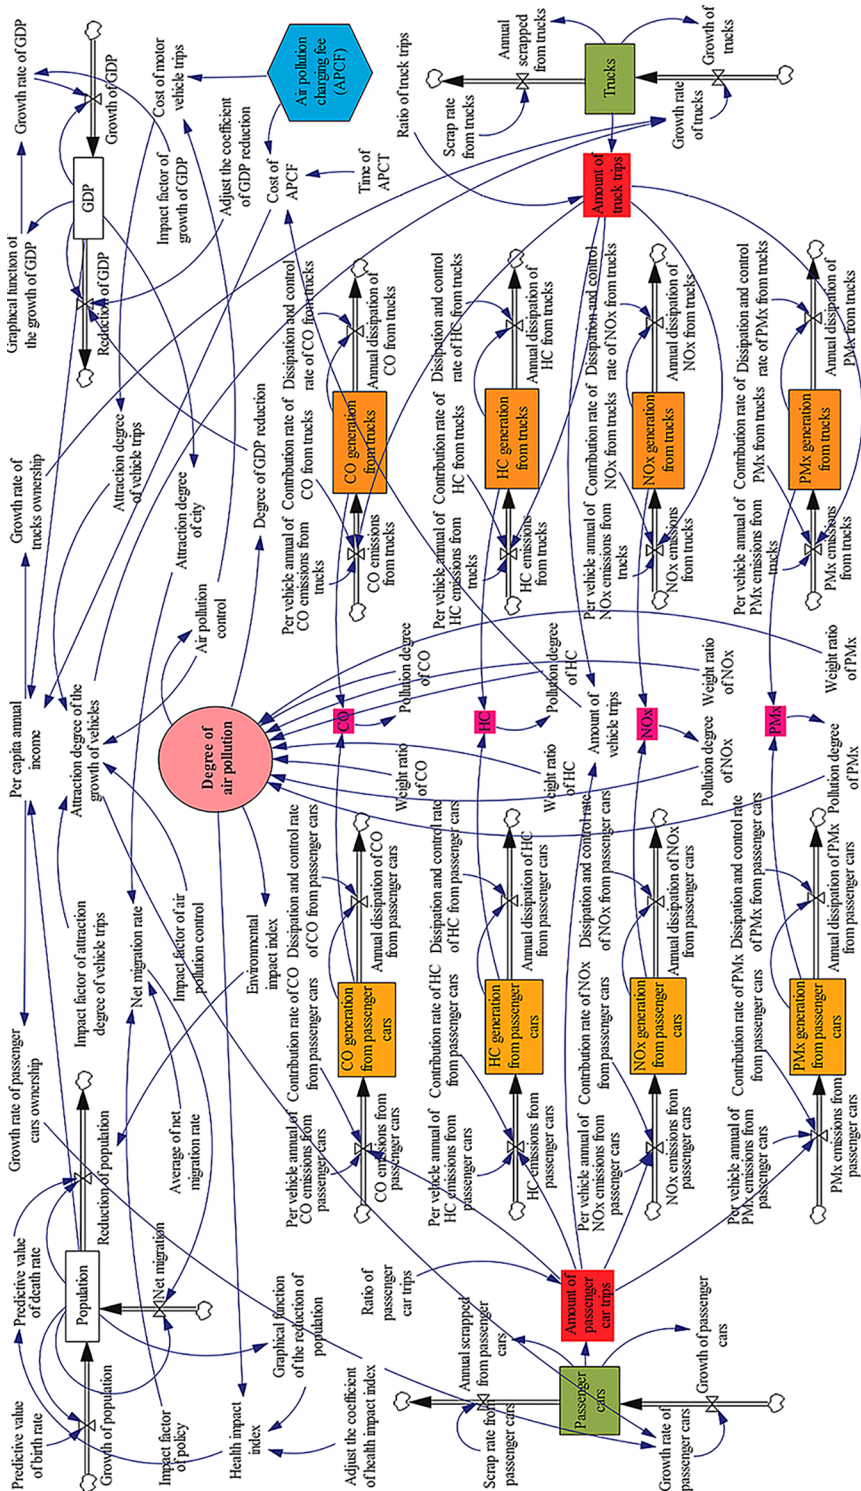 Predictive value
of birth rate
Growth of population
Population
Predictive value
of death rate
Reduction of population
Net migration
Impact factor
of policy
Health impact
index
Graphical function
of the reduction of
population
Adjust the coefficient
of health impact index
Growth rate of passenger
cars ownership
Average of net
migration rate
Net migration rate
Impact factor of attraction
degree of vehicle trips
Impact factor of air
pollution control
Environmental
impact index
Per capita annual
income
Attraction degree of the
growth of vehicles
Degree of
air pollution
Air pollution
control
Growth rate of
trucks ownership
Attraction degree
of vehicle trips
Attraction degree
of city
Degree of GDP reduction
Graphical function of
the growth of GDP
Growth rate of GDP
Reduction of GDP
GDP
Growth of GDP
Impact factor of
growth of GDP
Adjust the coefficient
of GDP reduction
Cost of motor
vehicle trips
Cost of
APCF
Time of
APCT
Air pollution
charging fee
(APCF)
Per vehicle annual of
CO emissions from
passenger cars
Contribution rate of CO
from passenger cars
Dissipation and control rate
of CO from passenger cars
CO emissions from
passenger cars
CO generation
from passenger
cars
Annual dissipation of CO
from passenger cars
Weight ratio
of CO
CO
Pollution degree
of CO
Per vehicle annual of
CO emissions from
trucks
Contribution rate of
CO from trucks
Dissipation and control
rate of CO from trucks
CO emissions
from trucks
CO generation
from trucks
Annual dissipation of
CO from trucks
Ratio of
passenger
car trips
Per vehicle annual of
HC emissions from
passenger cars
Contribution rate of HC
from passenger cars
Dissipation and control rate
of HC from passenger cars
HC emissions from
passenger cars
HC generation
from passenger
cars
Annual dissipation of HC
from passenger cars
Weight ratio
of HC
HC
Pollution degree
of HC
Per vehicle annual of
HC emissions from
trucks
Contribution rate of
HC from trucks
Dissipation and control
rate of HC from trucks
HC emissions
from trucks
HC generation
from trucks
Annual dissipation of
HC from trucks
Ratio of truck trips
Annual scrapped
from passenger cars
Scrap rate from
passenger cars
Passenger
cars
Amount of
passenger
car trips
Growth rate of
passenger cars
Growth of passenger
cars
Amount of
vehicle trips
Per vehicle annual of
NOx emissions from
passenger cars
Contribution rate of NOx
from passenger cars
Dissipation and control rate
of NOx from passenger cars
NOx emissions from
passenger cars
NOx generation
from passenger
cars
Annual dissipation of NOx
from passenger cars
Pollution degree
of NOx
NOx
Weight ratio
of NOx
Per vehicle annual of
NOx emissions from
trucks
Contribution rate of
NOx from trucks
Dissipation and control
rate of NOx from trucks
NOx emissions
from trucks
NOx generation
from trucks
Annual dissipation of
NOx from trucks
Scrap rate
from trucks
Annual
scrapped
from trucks
Trucks
Amount of
truck trips
Growth rate
of trucks
Growth of
trucks
Per vehicle annual of
PMx emissions from
passenger cars
Contribution rate of PMx
from passenger cars
Dissipation and control rate
of PMx from passenger cars
PMx emissions from
passenger cars
PMx generation
from passenger
cars
Annual dissipation of PMx
from passenger cars
Pollution degree
of PMx
PMx
Weight ratio
of PMx
Per vehicle annual of
PMx emissions from
trucks
Contribution rate of
PMx from trucks
Dissipation and control
rate of PMx from trucks
PMx emissions
from trucks
PMx generation
from trucks
Annual dissipation of
PMx from trucks